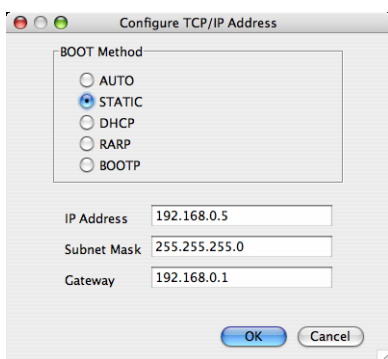 Configure TCP/IP Address
BOOT Method
AUTO
STATIC
DHCP
RARP
BOOTP
IP Address 192.168.0.5
Subnet Mask 255.255.255.0
Gateway 192.168.0.1
OK Cancel